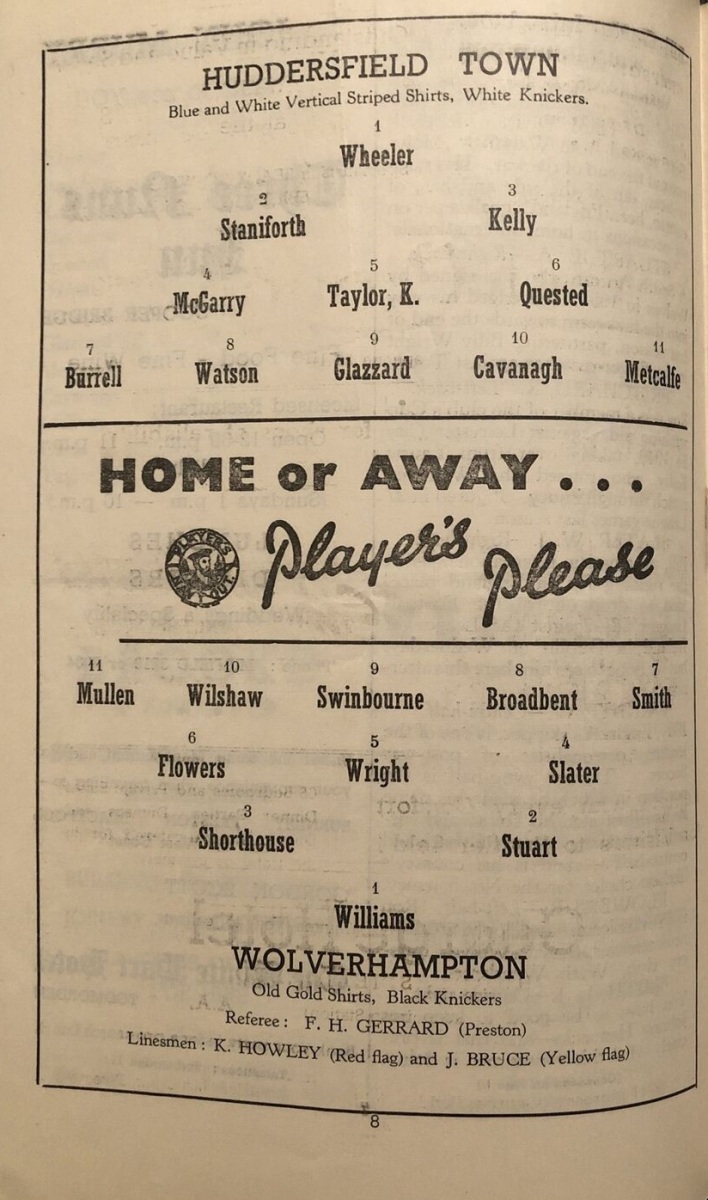 HUDDERSFIELD TOWN
Blue and White Vertical Striped Shirts, White Knickers.
1
Wheeler
2 3
Staniforth Kelly
4 5 6
McGarry Taylor, K. Quested
7 8 9 10 11
Burrell Watson Glazzard Cavanagh Metcalfe
HOME or AWAY . . .
PLAYER'S
NAVY CUT
Player's Please
11 10 9 8 7
Mullen Wilshaw Swinbourne Broadbent Smith
6 5 4
Flowers Wright Slater
3 2
Shorthouse Stuart
1
Williams
WOLVERHAMPTON
Old Gold Shirts, Black Knickers
Referee : F. H. GERRARD (Preston)
Linesmen : K. HOWLEY (Red flag) and J. BRUCE (Yellow flag)
8